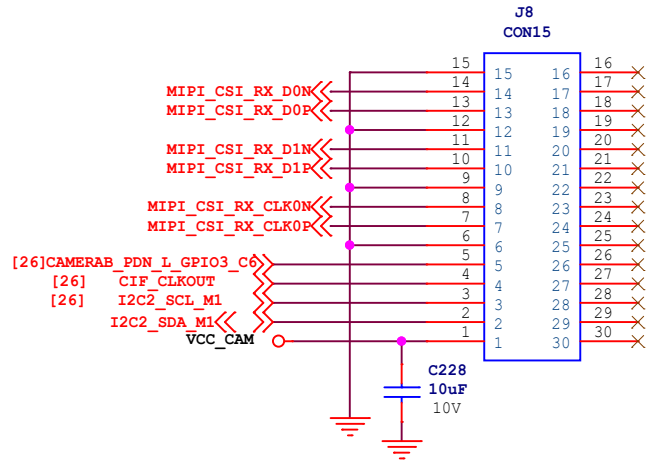 J8
CON15
15 15 16 16
MIPI_CSI_RX_D0N 14 14 17 17
MIPI_CSI_RX_D0P 13 13 18 18
12 12 19 19
MIPI_CSI_RX_D1N 11 11 20 20
MIPI_CSI_RX_D1P 10 10 21 21
9 9 22 22
MIPI_CSI_RX_CLK0N 8 8 23 23
MIPI_CSI_RX_CLK0P 7 7 24 24
6 6 25 25
[26]CAMERAB_PDN_L_GPIO3_C6 5 5 26 26
[26] CIF_CLKOUT 4 4 27 27
[26] I2C2_SCL_M1 3 3 28 28
I2C2_SDA_M1 2 2 29 29
VCC_CAM 1 1 30 30
C228
10uF
10V